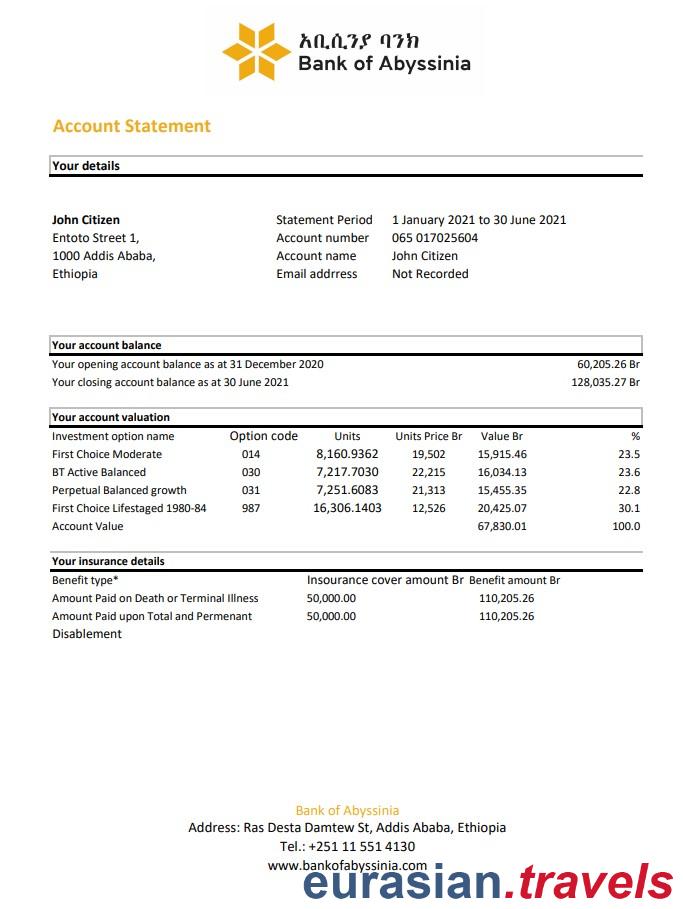 አቢሲንያ ባንክ
Bank of Abyssinia
Account Statement
Your details
John Citizen Statement Period 1 January 2021 to 30 June 2021
Entoto Street 1, Account number 065 017025604
1000 Addis Ababa, Account name John Citizen
Ethiopia Email addrress Not Recorded
Your account balance
Your opening account balance as at 31 December 2020 60,205.26 Br
Your closing account balance as at 30 June 2021 128,035.27 Br
Your account valuation
Investment option name Option code Units Units Price Br Value Br %
First Choice Moderate 014 8,160.9362 19,502 15,915.46 23.5
BT Active Balanced 030 7,217.7030 22,215 16,034.13 23.6
Perpetual Balanced growth 031 7,251.6083 21,313 15,455.35 22.8
First Choice Lifestaged 1980-84 987 16,306.1403 12,526 20,425.07 30.1
Account Value 67,830.01 100.0
Your insurance details
Benefit type* Insourance cover amount Br Benefit amount Br
Amount Paid on Death or Terminal Illness 50,000.00 110,205.26
Amount Paid upon Total and Permenant 50,000.00 110,205.26
Disablement
Bank of Abyssinia
Address: Ras Desta Damtew St, Addis Ababa, Ethiopia
Tel.: +251 11 551 4130
www.bankofabyssinia.com
eurasian.travels